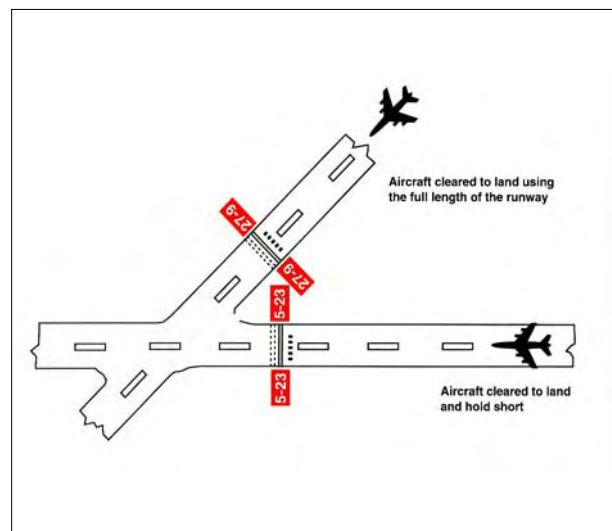 Aircraft cleared to land using
the full length of the runway
27-9
27-9
5-23
5-23
Aircraft cleared to land
and hold short